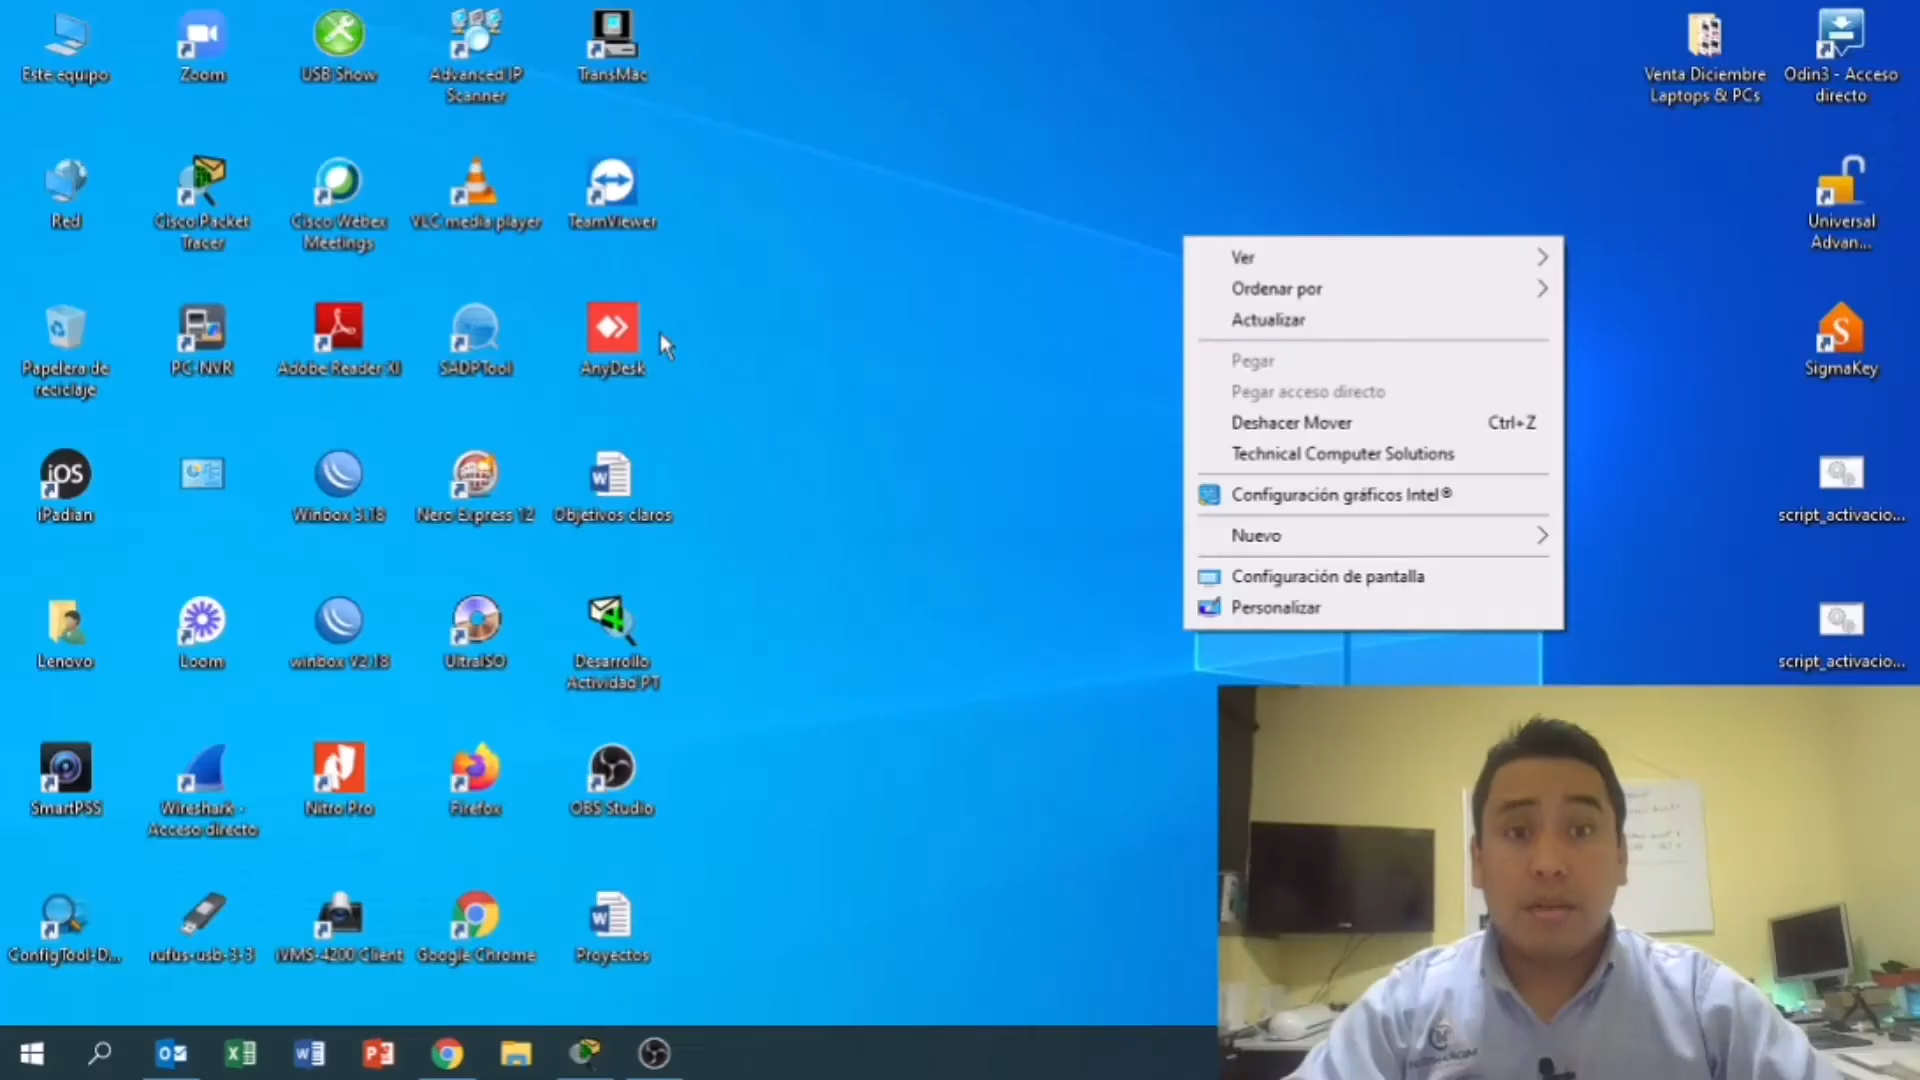 Este equipo
Zoom
USB Show
Advanced IP
Scanner
TransMac
Venta Diciembre
Laptops & PCs
Odin3 - Acceso
directo
Red
Cisco Packet
Tracer
Cisco Webex
Meetings
VLC media player
TeamViewer
Universal
Advan...
Papelera de
reciclaje
PC-NVR
Adobe Reader XI
SADPTool
AnyDesk
SigmaKey
iOS
iPadian
Winbox 3.18
Nero Express 12
Objetivos claros
script_activacio...
Lenovo
Loom
winbox V2.18
UltraISO
Desarrollo
Actividad PT
script_activacio...
SmartPSS
Wireshark -
Acceso directo
Nitro Pro
Firefox
OBS Studio
ConfigTool-D...
rufus-usb-3-3
iVMS-4200 Client
Google Chrome
Proyectos
Ver
Ordenar por
Actualizar
Pegar
Pegar acceso directo
Deshacer Mover Ctrl+Z
Technical Computer Solutions
Configuración gráficos Intel®
Nuevo
Configuración de pantalla
Personalizar